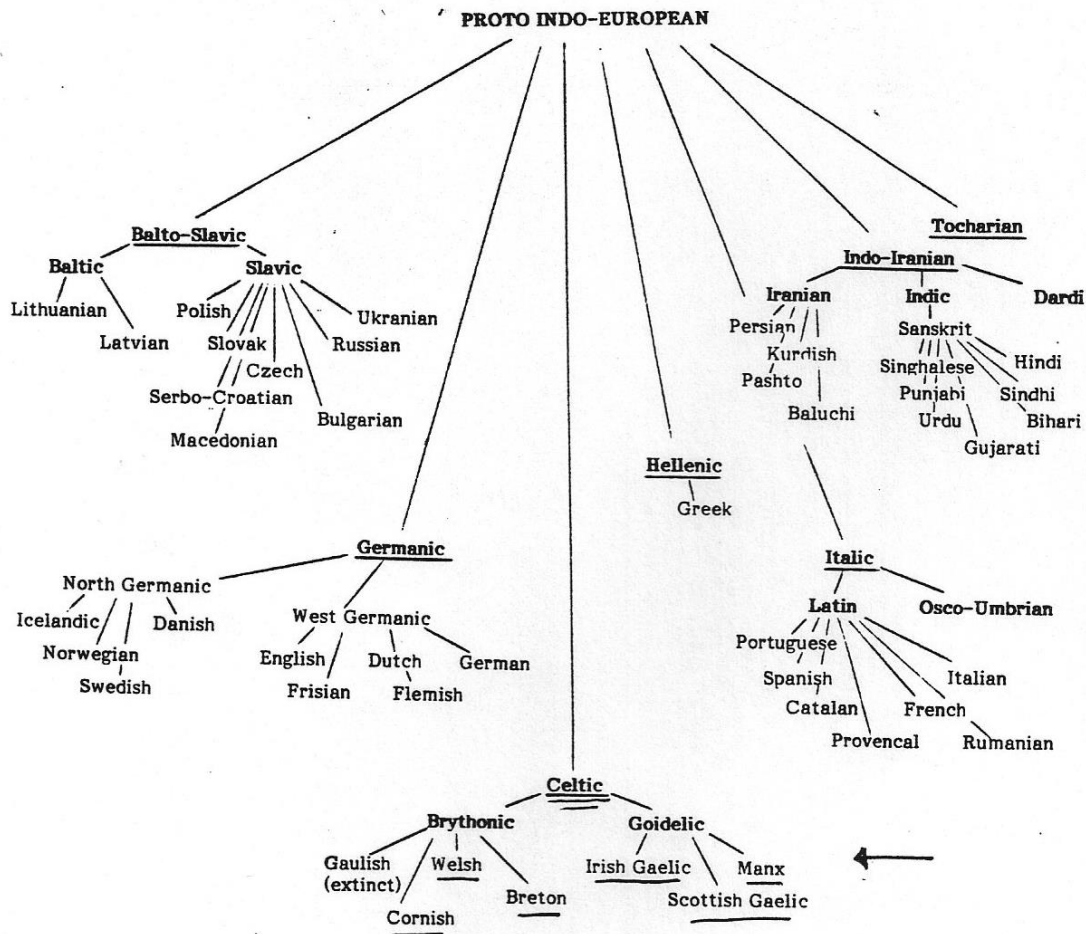 PROTO INDO-EUROPEAN
Balto-Slavic
Baltic
Slavic
Lithuanian
Latvian
Polish
Slovak
Czech
Serbo-Croatian
Macedonian
Bulgarian
Russian
Ukranian
Tocharian
Indo-Iranian
Iranian
Indic
Dardi
Persian
Kurdish
Pashto
Baluchi
Sanskrit
Singhalese
Punjabi
Urdu
Gujarati
Hindi
Sindhi
Bihari
Hellenic
Greek
Germanic
North Germanic
Icelandic
Norwegian
Swedish
Danish
West Germanic
English
Frisian
Dutch
Flemish
German
Italic
Latin
Osco-Umbrian
Portuguese
Spanish
Catalan
Provencal
French
Rumanian
Italian
Celtic
Brythonic
Goidelic
Gaulish
(extinct)
Cornish
Welsh
Breton
Irish Gaelic
Scottish Gaelic
Manx